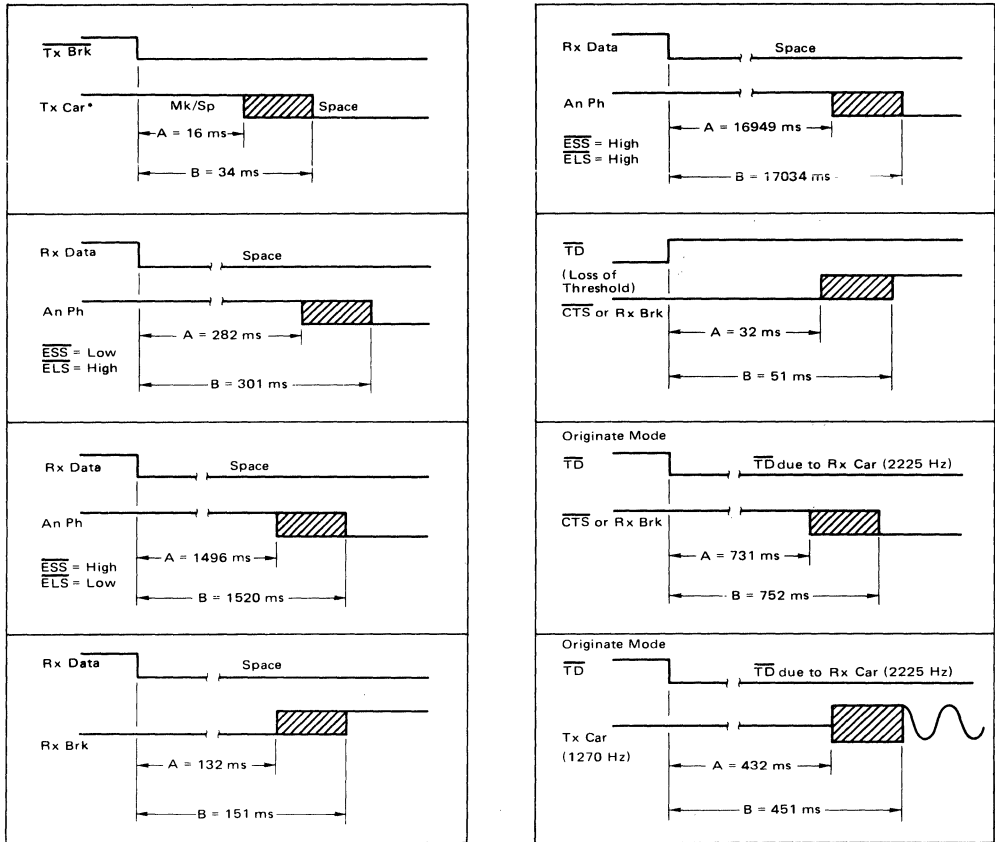 Tx Brk
Tx Car*
Mk/Sp
Space
A = 16 ms
B = 34 ms
Rx Data
Space
An Ph
A = 282 ms
ESS = Low
ELS = High
B = 301 ms
Rx Data
Space
An Ph
A = 1496 ms
ESS = High
ELS = Low
B = 1520 ms
Rx Data
Space
Rx Brk
A = 132 ms
B = 151 ms
Rx Data
Space
An Ph
A = 16949 ms
ESS = High
ELS = High
B = 17034 ms
TD
(Loss of
Threshold)
CTS or Rx Brk
A = 32 ms
B = 51 ms
Originate Mode
TD
TD due to Rx Car (2225 Hz)
CTS or Rx Brk
A = 731 ms
B = 752 ms
Originate Mode
TD
TD due to Rx Car (2225 Hz)
Tx Car
(1270 Hz)
A = 432 ms
B = 451 ms